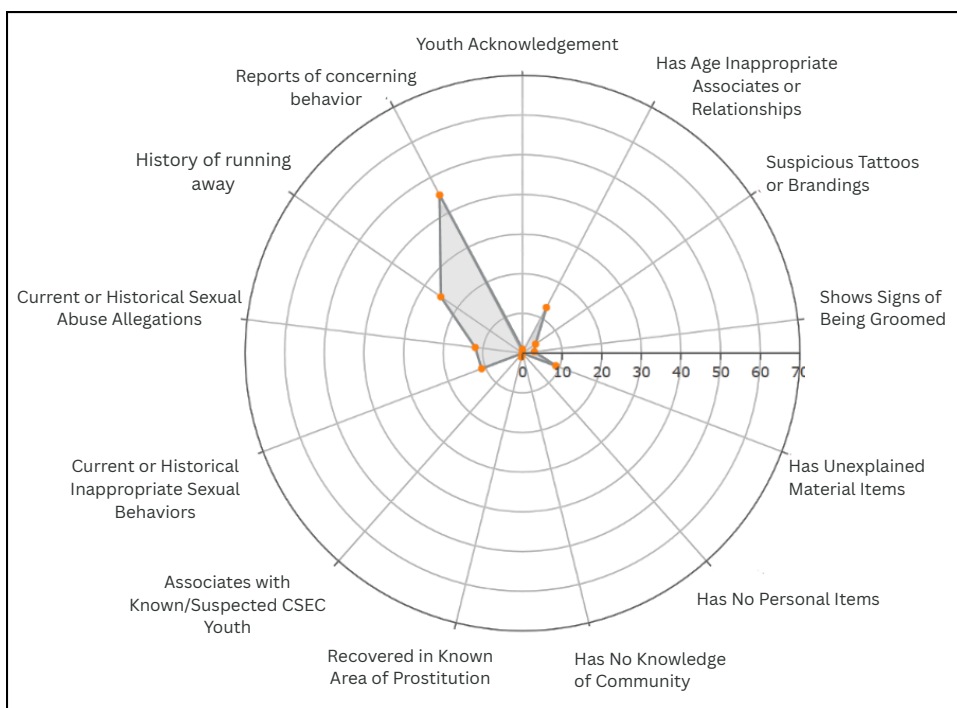 Youth Acknowledgement
Has Age Inappropriate
Associates or
Relationships
Suspicious Tattoos
or Brandings
Shows Signs of
Being Groomed
0 10 20 30 40 50 60 70
Has Unexplained
Material Items
Has No Personal Items
Has No Knowledge
of Community
Recovered in Known
Area of Prostitution
Associates with
Known/Suspected CSEC
Youth
Current or Historical
Inappropriate Sexual
Behaviors
Current or Historical Sexual
Abuse Allegations
History of running
away
Reports of concerning
behavior